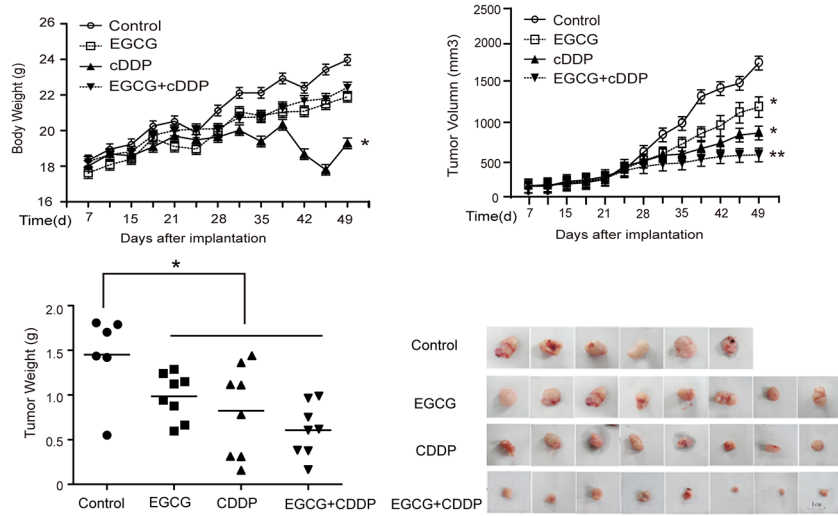 26
24
22
20
18
16
Body Weight (g)
Control
EGCG
cDDP
EGCG+cDDP
*
Time(d)
7
15
21
28
35
42
49
Days after implantation
2500
2000
1500
1000
500
0
Tumor Volumn (mm3)
Control
EGCG
cDDP
EGCG+cDDP
*
*
**
Time(d)
7
15
21
28
35
42
49
Days after implantation
*
2.0
1.5
1.0
0.5
0
Tumor Weight (g)
Control
EGCG
CDDP
EGCG+CDDP
Control
EGCG
CDDP
EGCG+CDDP